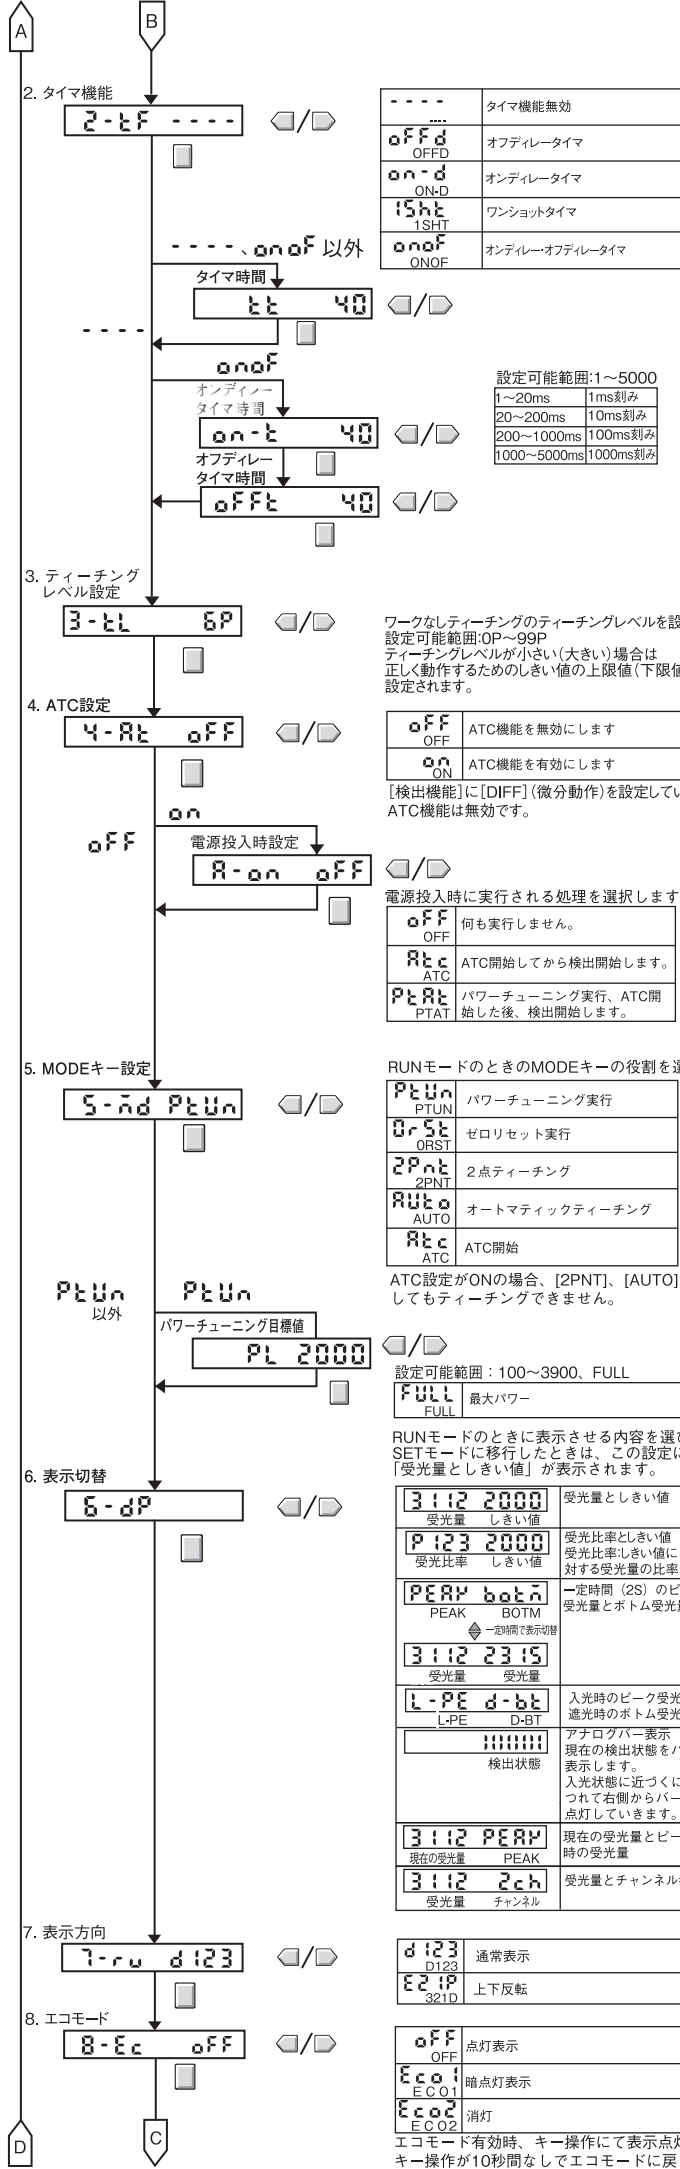 A
B
2. タイマ機能
2-tF ----
----
....
タイマ機能無効
oFFd
OFFD
オフディレータイマ
on-d
ON-D
オンディレータイマ
1Sht
1SHT
ワンショットタイマ
onoF
ONOF
オンディレー・オフディレータイマ
----、onoF 以外
タイマ時間
tt 40
----
onoF
オンディレー
タイマ時間
on-t 40
オフディレー
タイマ時間
oFFt 40
設定可能範囲:1～5000
1～20ms 1ms刻み
20～200ms 10ms刻み
200～1000ms 100ms刻み
1000～5000ms 1000ms刻み
3. ティーチング
レベル設定
3-tL 6P
ワークなしティーチングのティーチングレベルを設
設定可能範囲:0P～99P
ティーチングレベルが小さい(大きい)場合は
正しく動作するためのしきい値の上限値(下限値
設定されます。
4. ATC設定
4-At oFF
oFF
OFF
ATC機能を無効にします
on
ON
ATC機能を有効にします
[検出機能]に[DIFF](微分動作)を設定してい
ATC機能は無効です。
on
oFF
電源投入時設定
A-on oFF
電源投入時に実行される処理を選択します
oFF
OFF
何も実行しません。
Atc
ATC
ATC開始してから検出開始します。
PtAt
PTAT
パワーチューニング実行、ATC開
始した後、検出開始します。
5. MODEキー設定
5-md PtUn
RUNモードのときのMODEキーの役割を選
PtUn
PTUN
パワーチューニング実行
0rSt
0RST
ゼロリセット実行
2Pnt
2PNT
2点ティーチング
AUto
AUTO
オートマティックティーチング
Atc
ATC
ATC開始
ATC設定がONの場合、[2PNT]、[AUTO]
してもティーチングできません。
PtUn
以外
PtUn
パワーチューニング目標値
PL 2000
設定可能範囲：100～3900、FULL
FULL
FULL
最大パワー
RUNモードのときに表示させる内容を選
SETモードに移行したときは、この設定に
「受光量としきい値」が表示されます。
6. 表示切替
6-dP
3112 2000
受光量 しきい値
受光量としきい値
P123 2000
受光比率 しきい値
受光比率としきい値
受光比率:しきい値に
対する受光量の比率
PEAK botm
PEAK BOTM
一定時間で表示切替
3112 2315
受光量 受光量
一定時間（2S）のピ
受光量とボトム受光量
L-PE d-bt
L-PE D-BT
入光時のピーク受光
遮光時のボトム受光
検出状態
アナログバー表示
現在の検出状態をバ
表示します。
入光状態に近づくに
つれて右側からバー
点灯していきます。
3112 PEAK
現在の受光量 PEAK
現在の受光量とピー
時の受光量
3112 2ch
受光量 チャンネル
受光量とチャンネル
7. 表示方向
7-ru d123
d123
D123
通常表示
321D
上下反転
8. エコモード
8-Ec oFF
oFF
OFF
点灯表示
Eco1
ECO1
暗点灯表示
Eco2
ECO2
消灯
エコモード有効時、キー操作にて表示点灯
キー操作が10秒間なしでエコモードに戻
D
C